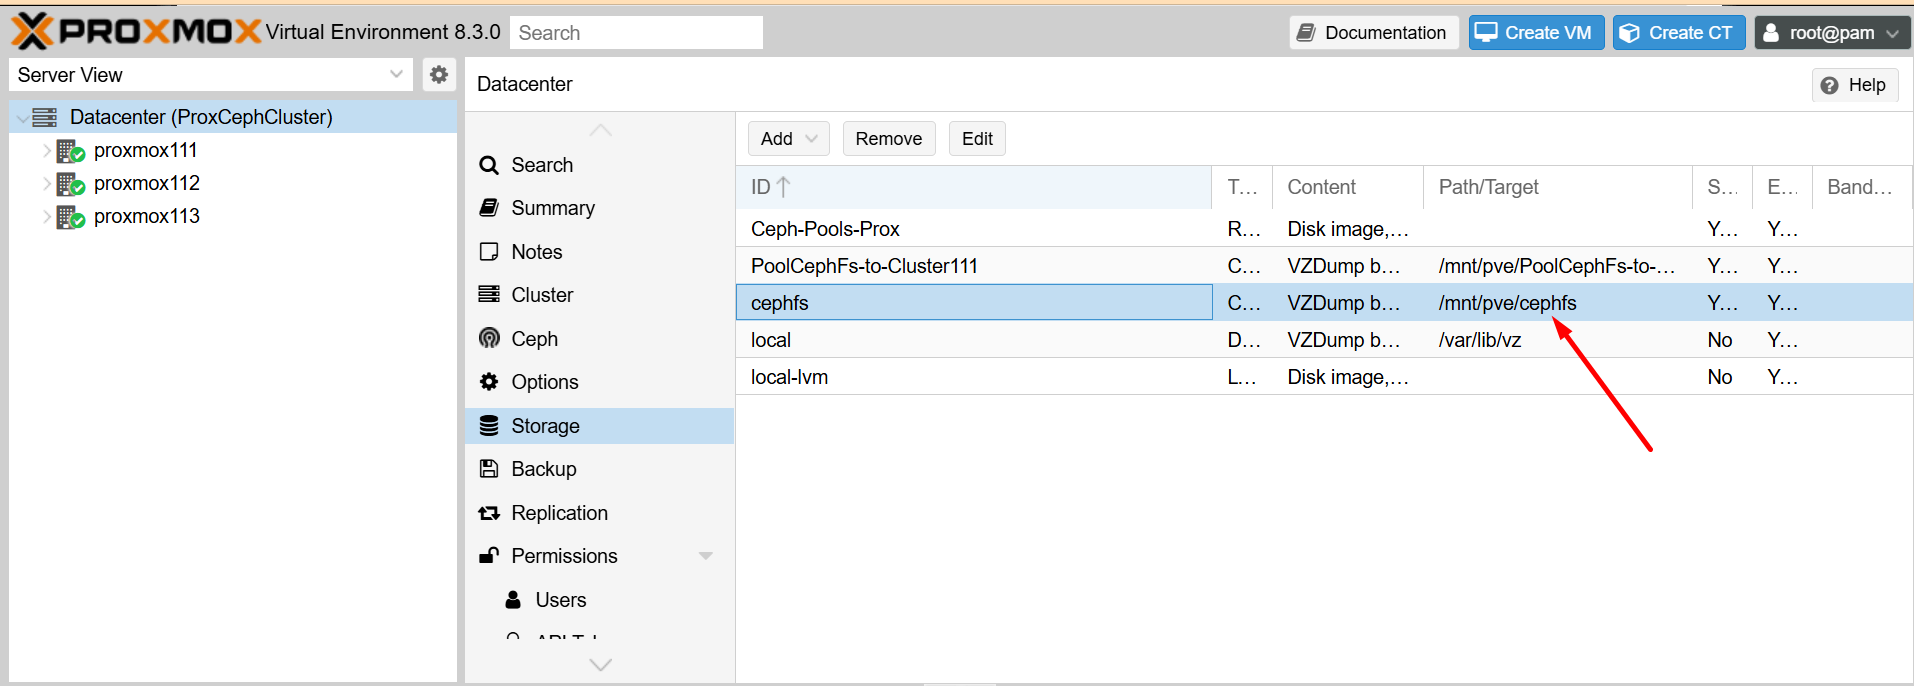 PROXMOX Virtual Environment 8.3.0 Search Documentation Create VM Create CT root@pam
Server View
Datacenter (ProxCephCluster)
proxmox111
proxmox112
proxmox113
Datacenter Help
Search
Summary
Notes
Cluster
Ceph
Options
Storage
Backup
Replication
Permissions
Users
Add Remove Edit
ID T... Content Path/Target S... E... Band...
Ceph-Pools-Prox R... Disk image,... Y... Y...
PoolCephFs-to-Cluster111 C... VZDump b... /mnt/pve/PoolCephFs-to-... Y... Y...
cephfs C... VZDump b... /mnt/pve/cephfs Y... Y...
local D... VZDump b... /var/lib/vz No Y...
local-lvm L... Disk image,... No Y...